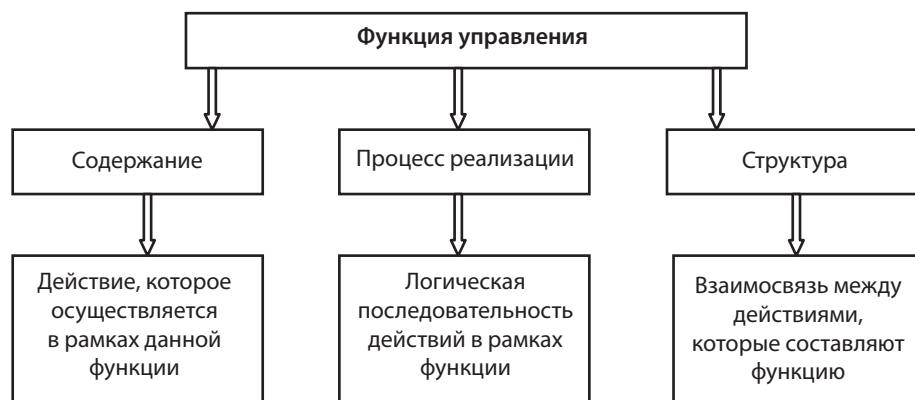 Функция управления
Содержание
Процесс реализации
Структура
Действие, которое
осуществляется
в рамках данной
функции
Логическая
последовательность
действий в рамках
функции
Взаимосвязь между
действиями,
которые составляют
функцию